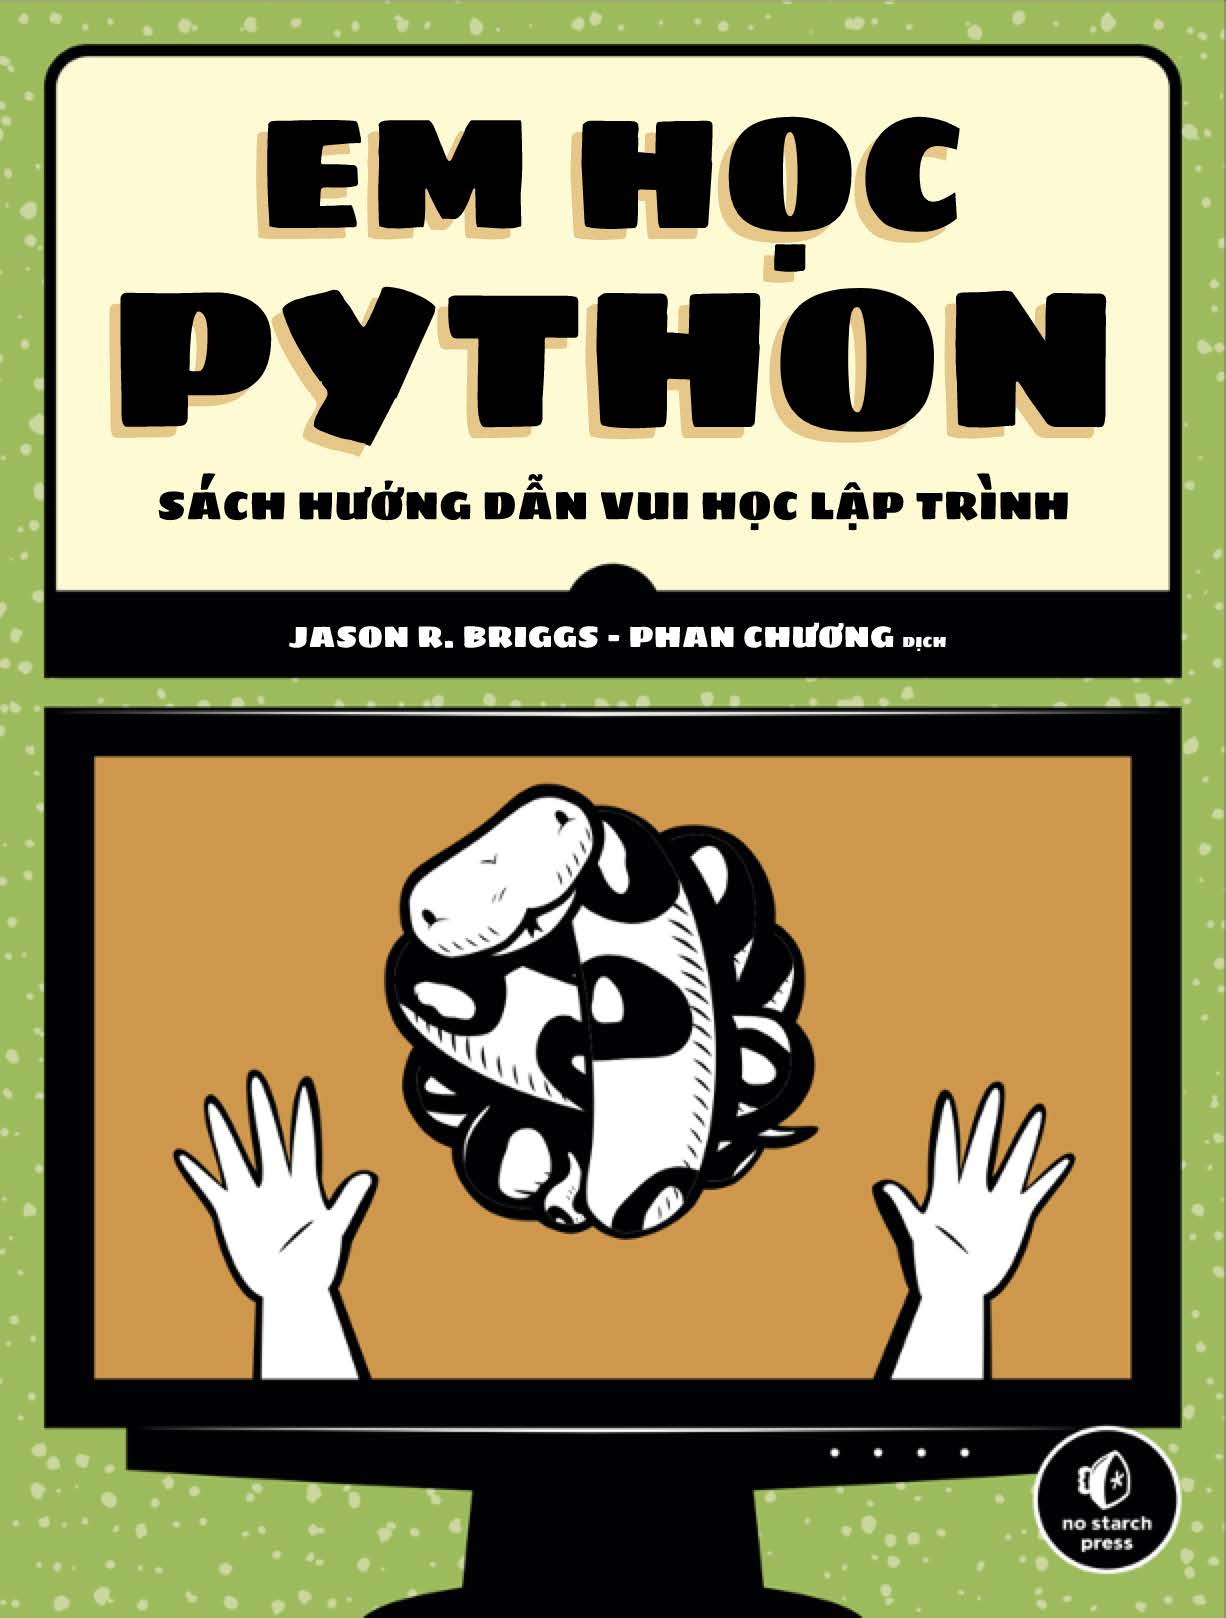 EM HỌC
PYTHON
SÁCH HƯỚNG DẪN VUI HỌC LẬP TRÌNH
JASON R. BRIGGS - PHAN CHƯƠNG DỊCH
no starch
press